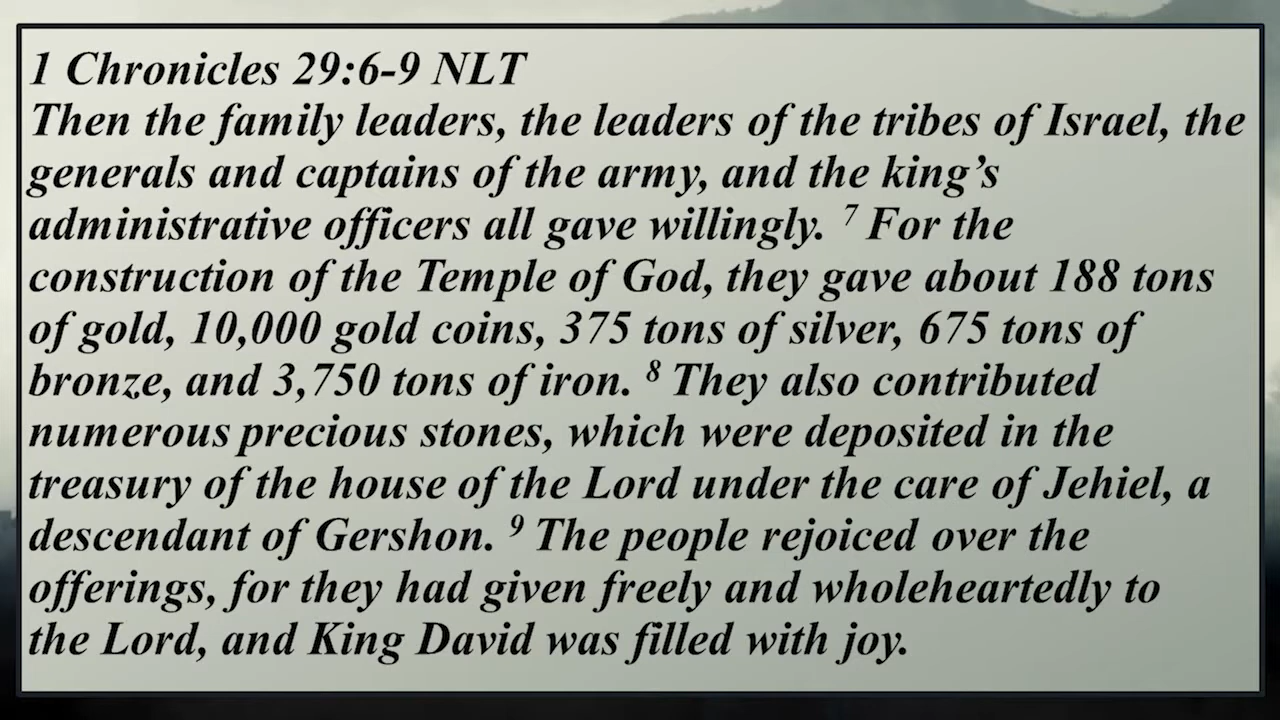 1 Chronicles 29:6-9 NLT
Then the family leaders, the leaders of the tribes of Israel, the
generals and captains of the army, and the king’s
administrative officers all gave willingly. ⁷ For the
construction of the Temple of God, they gave about 188 tons
of gold, 10,000 gold coins, 375 tons of silver, 675 tons of
bronze, and 3,750 tons of iron. ⁸ They also contributed
numerous precious stones, which were deposited in the
treasury of the house of the Lord under the care of Jehiel, a
descendant of Gershon. ⁹ The people rejoiced over the
offerings, for they had given freely and wholeheartedly to
the Lord, and King David was filled with joy.